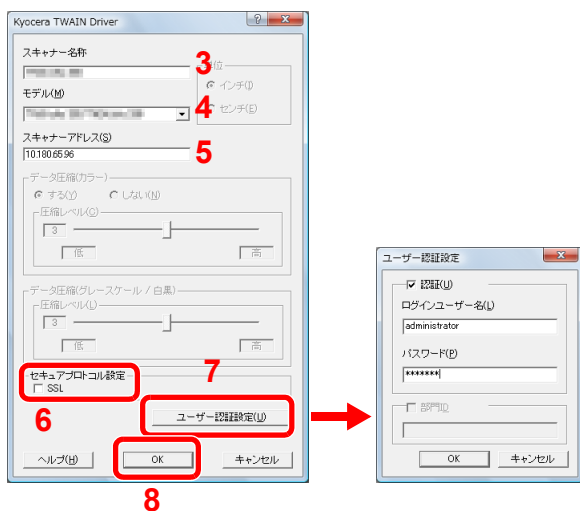 Kyocera TWAIN Driver
スキャナー名称
3
単位
インチ(I)
モデル(M)
4
センチ(E)
スキャナーアドレス(S)
10.180.65.96
5
データ圧縮(カラー)
する(Y)
しない(N)
圧縮レベル(C)
3
低
高
データ圧縮(グレースケール / 白黒)
圧縮レベル(L)
3
低
高
セキュアプロトコル設定
SSL
6
7
ユーザー認証設定(U)
ヘルプ(H)
OK
キャンセル
8
ユーザー認証設定
認証(U)
ログインユーザー名(L)
administrator
パスワード(P)
*******
部門ID
OK
キャンセル